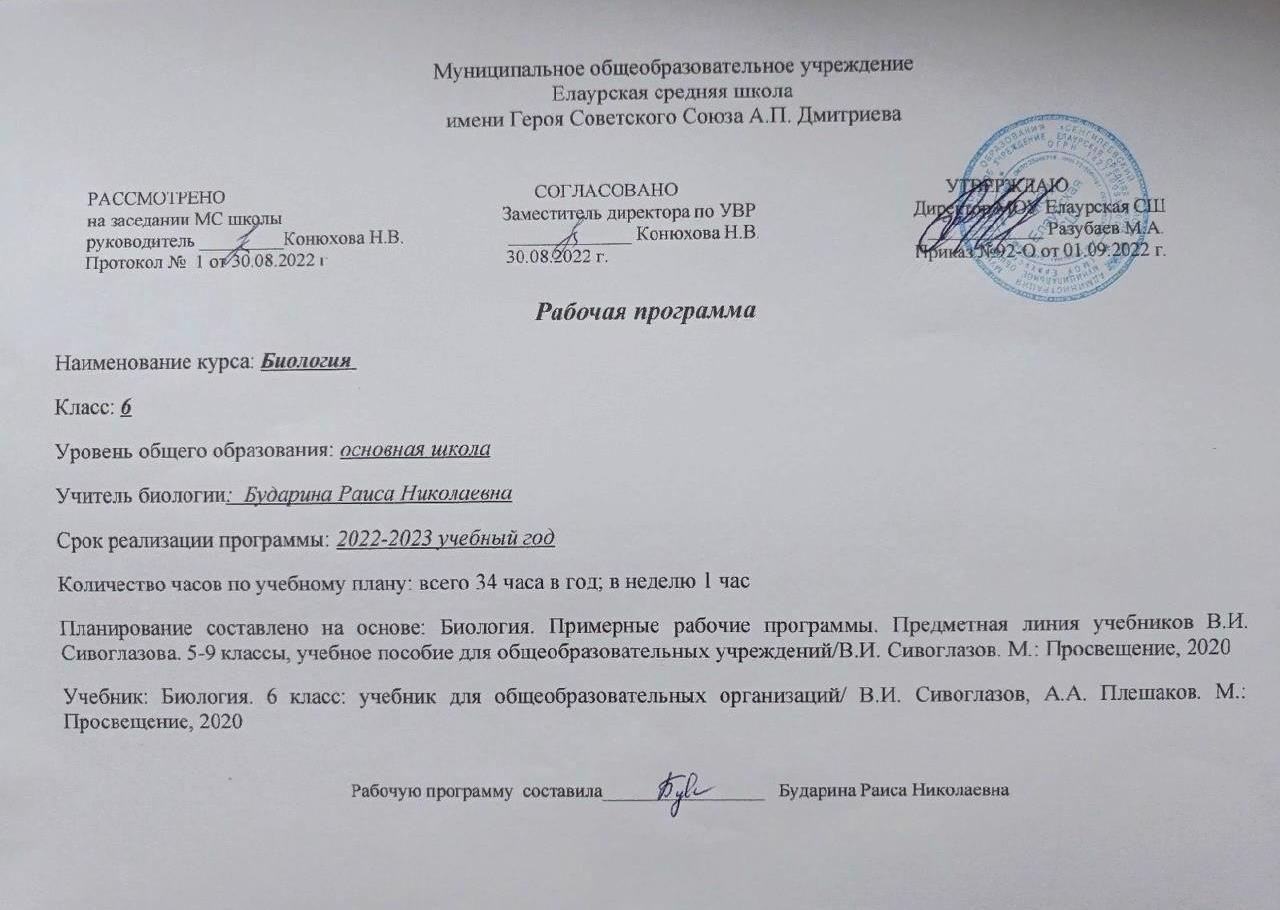 Муниципальное общеобразовательное учреждение
Елаурская средняя школа
имени Героя Советского Союза А.П. Дмитриева
РАССМОТРЕНО
на заседании МС школы
руководитель _________Конюхова Н.В.
Протокол № 1 от 30.08.2022 г
СОГЛАСОВАНО
Заместитель директора по УВР
_____________ Конюхова Н.В.
30.08.2022 г.
УТВЕРЖДАЮ
Директор МОУ Елаурская СШ
Разубаев М.А.
Приказ №92-О от 01.09.2022 г.
Рабочая программа
Наименование курса: Биология
Класс: 6
Уровень общего образования: основная школа
Учитель биологии: Бударина Раиса Николаевна
Срок реализации программы: 2022-2023 учебный год
Количество часов по учебному плану: всего 34 часа в год; в неделю 1 час
Планирование составлено на основе: Биология. Примерные рабочие программы. Предметная линия учебников В.И.
Сивоглазова. 5-9 классы, учебное пособие для общеобразовательных учреждений/В.И. Сивоглазов. М.: Просвещение, 2020
Учебник: Биология. 6 класс: учебник для общеобразовательных организаций/ В.И. Сивоглазов, А.А. Плешаков. М.:
Просвещение, 2020
Рабочую программу составила_________________ Бударина Раиса Николаевна